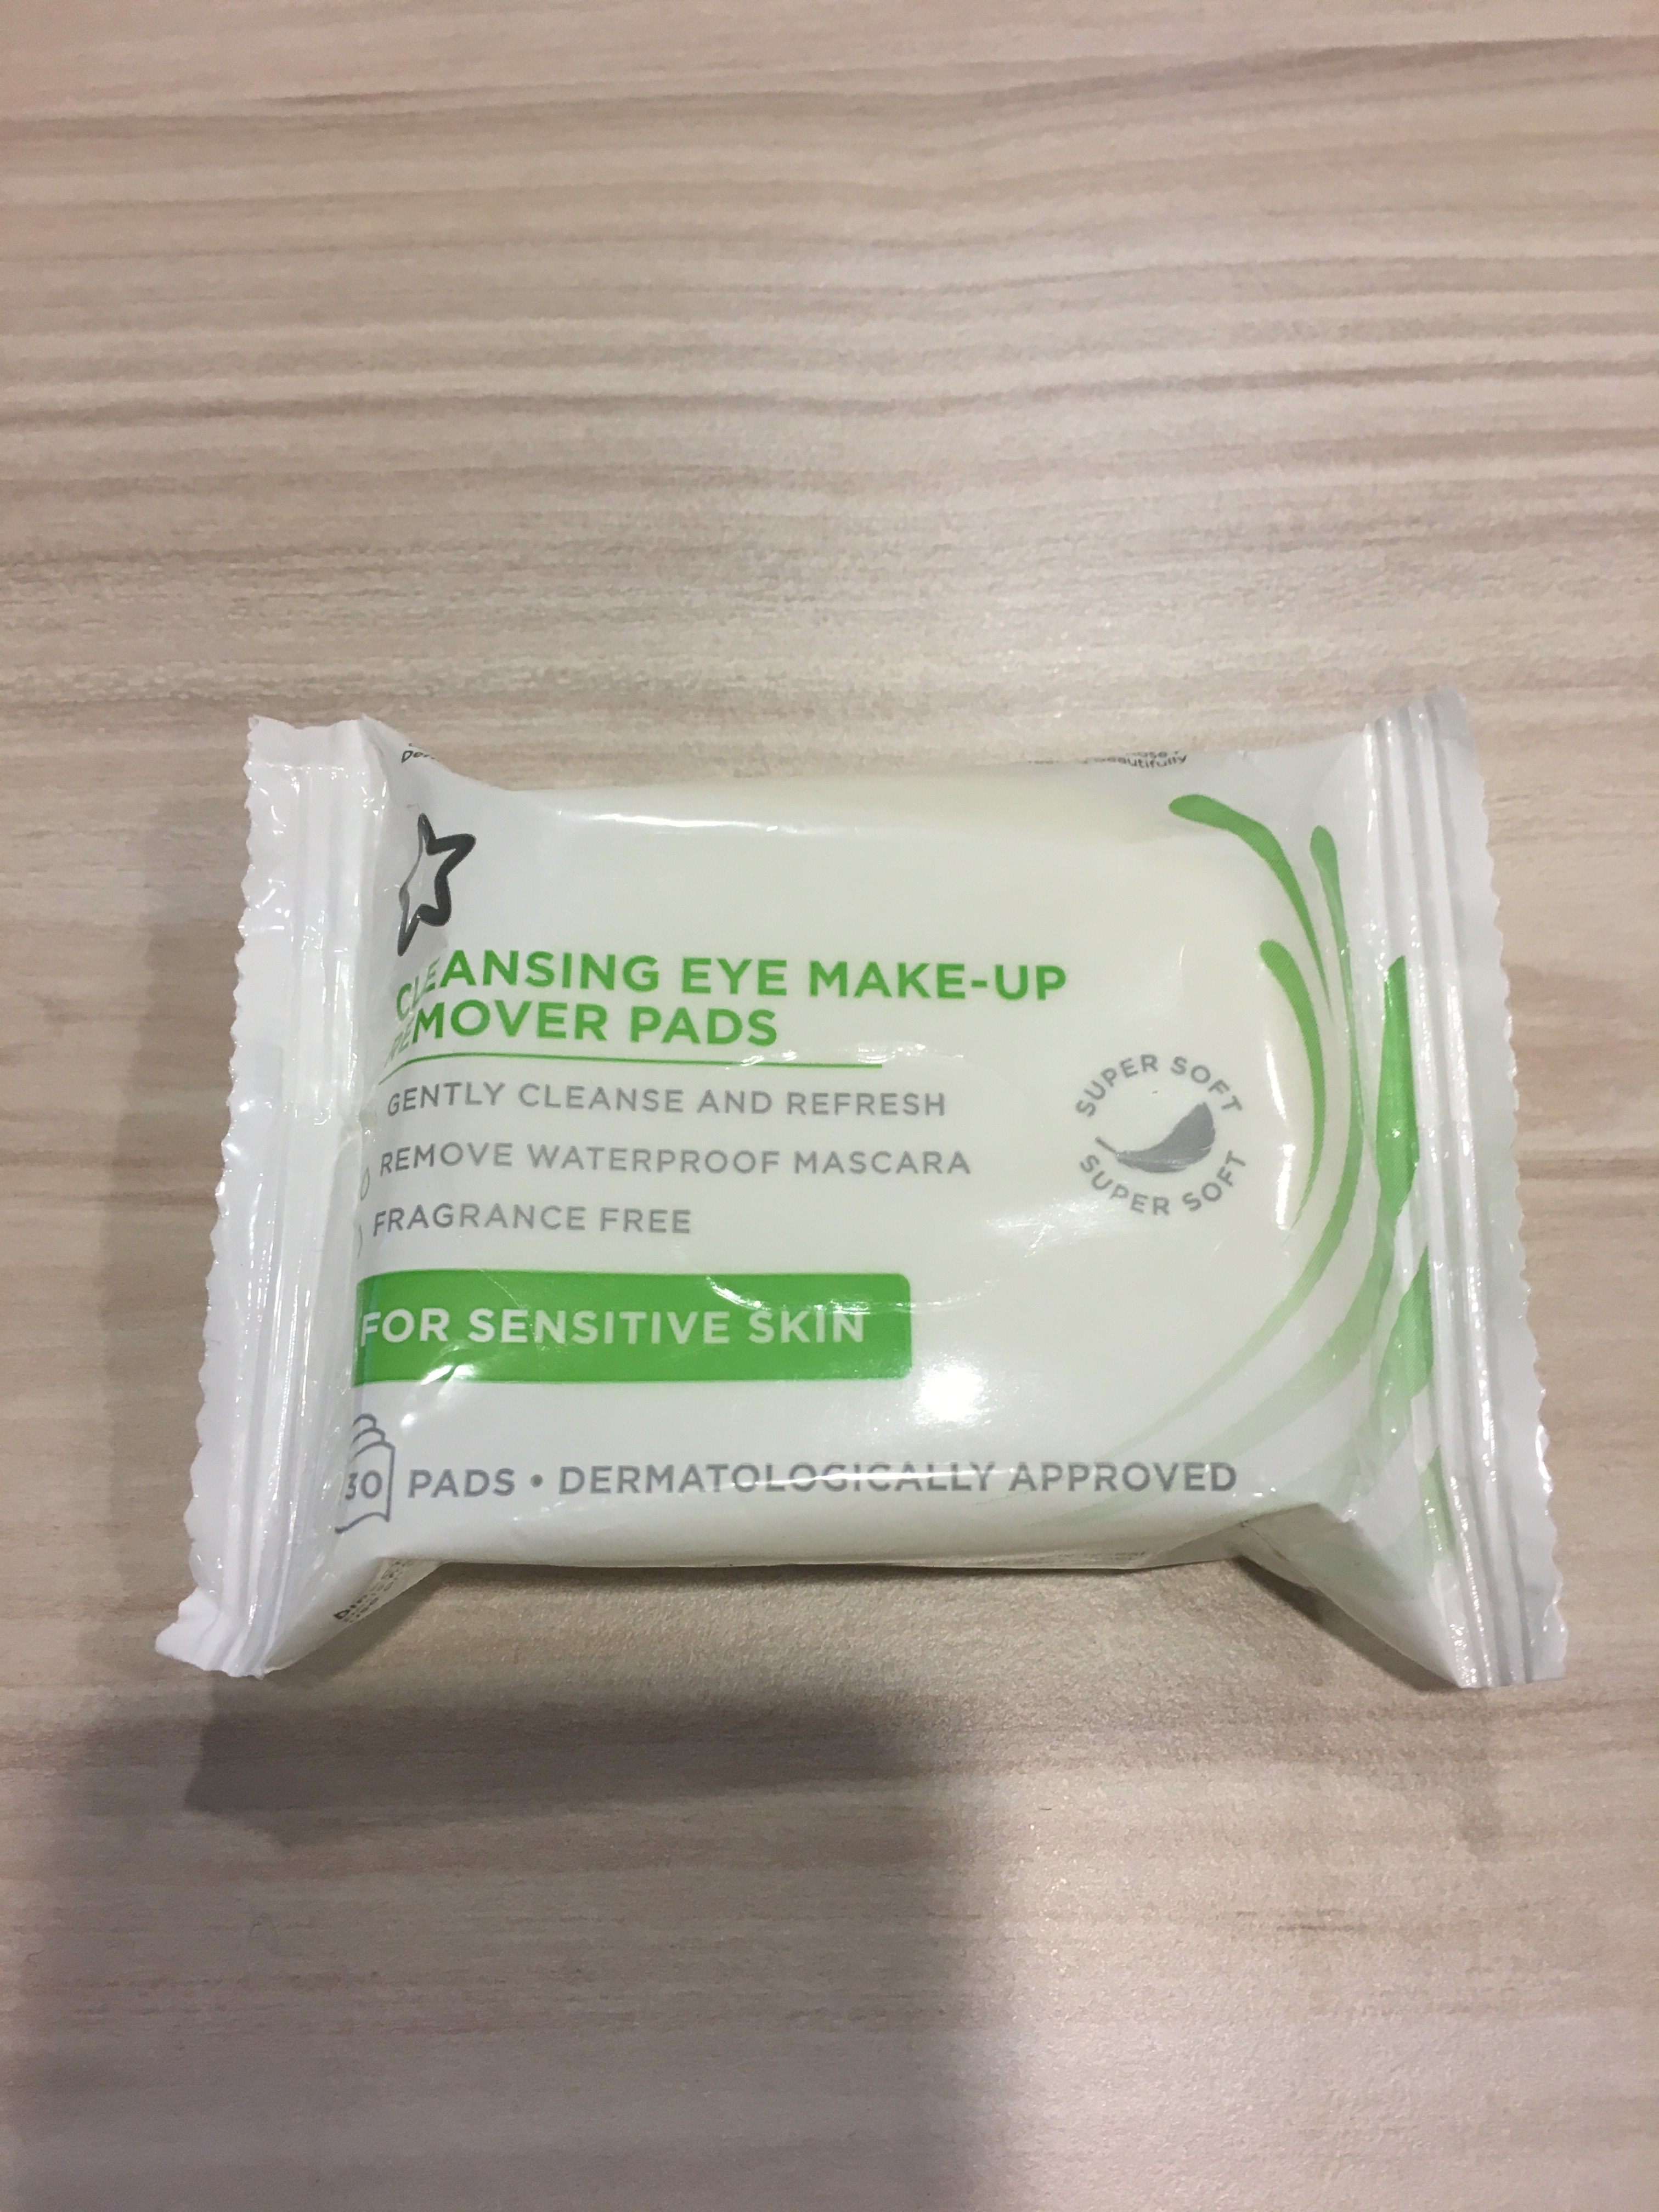 CLEANSING EYE MAKE-UP
REMOVER PADS
GENTLY CLEANSE AND REFRESH
REMOVE WATERPROOF MASCARA
FRAGRANCE FREE
SUPER SOFT
SUPER SOFT
FOR SENSITIVE SKIN
30 PADS • DERMATOLOGICALLY APPROVED